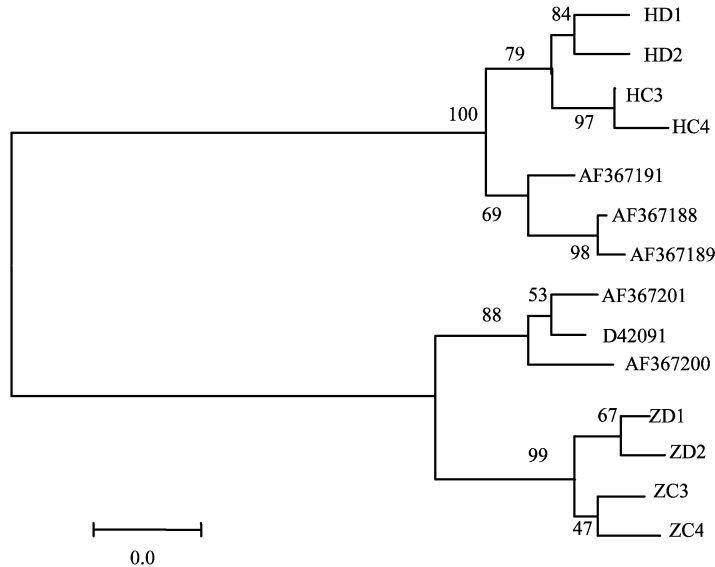 84
HD1
79
HD2
HC3
100
97
HC4
AF367191
69
AF367188
98
AF367189
53
AF367201
88
D42091
AF367200
67
ZD1
99
ZD2
ZC3
47
ZC4
0.0